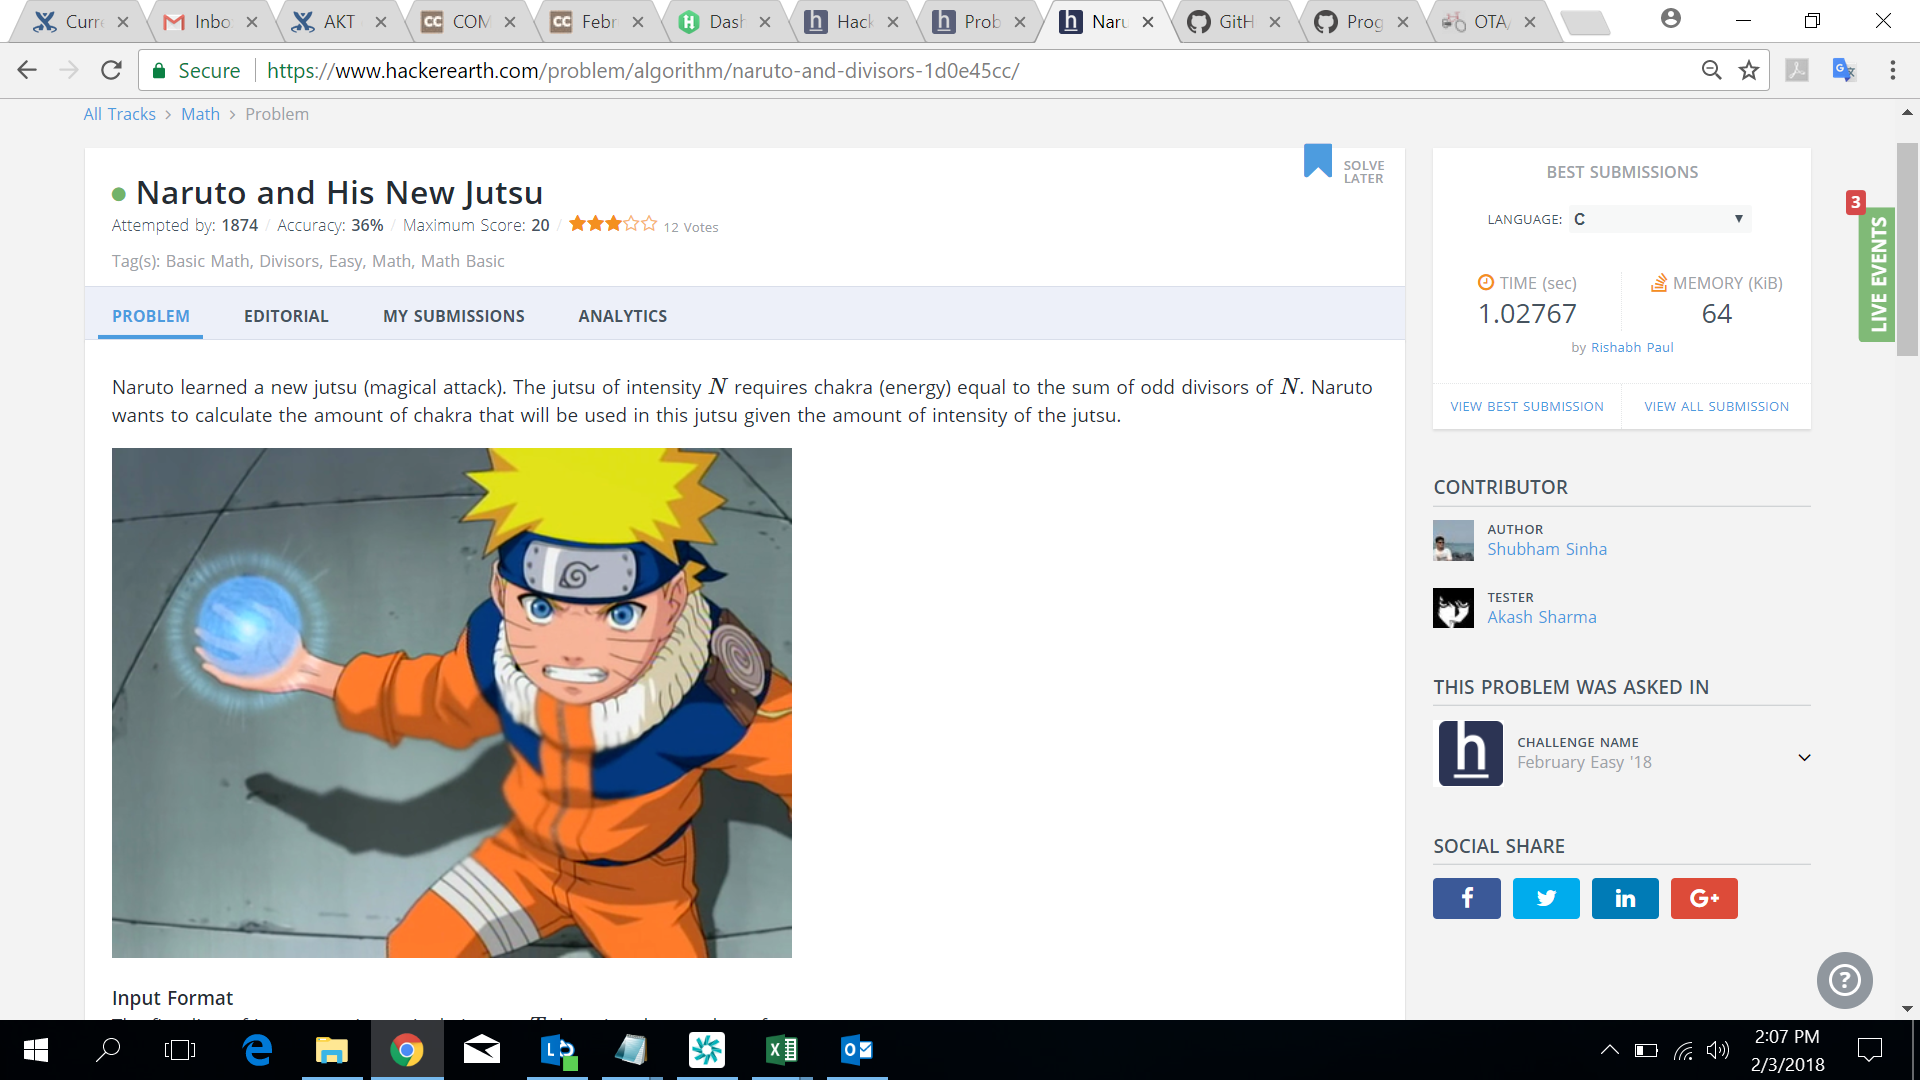 Curr
Inbo
AKT
COM
Febr
Dash
Hack
Prob
Naru
GitH
Prog
OTA
Secure
https://www.hackerearth.com/problem/algorithm/naruto-and-divisors-1d0e45cc/
All Tracks > Math > Problem
Naruto and His New Jutsu
SOLVE
LATER
Attempted by: 1874 / Accuracy: 36% / Maximum Score: 20 / 12 Votes
Tag(s): Basic Math, Divisors, Easy, Math, Math Basic
PROBLEM EDITORIAL MY SUBMISSIONS ANALYTICS
Naruto learned a new jutsu (magical attack). The jutsu of intensity N requires chakra (energy) equal to the sum of odd divisors of N. Naruto
wants to calculate the amount of chakra that will be used in this jutsu given the amount of intensity of the jutsu.
Input Format
BEST SUBMISSIONS
LANGUAGE: C
TIME (sec) MEMORY (KiB)
1.02767 64
by Rishabh Paul
VIEW BEST SUBMISSION VIEW ALL SUBMISSION
3
LIVE EVENTS
CONTRIBUTOR
AUTHOR
Shubham Sinha
TESTER
Akash Sharma
THIS PROBLEM WAS ASKED IN
h
CHALLENGE NAME
February Easy '18
SOCIAL SHARE
f in G+
?
2:07 PM
2/3/2018